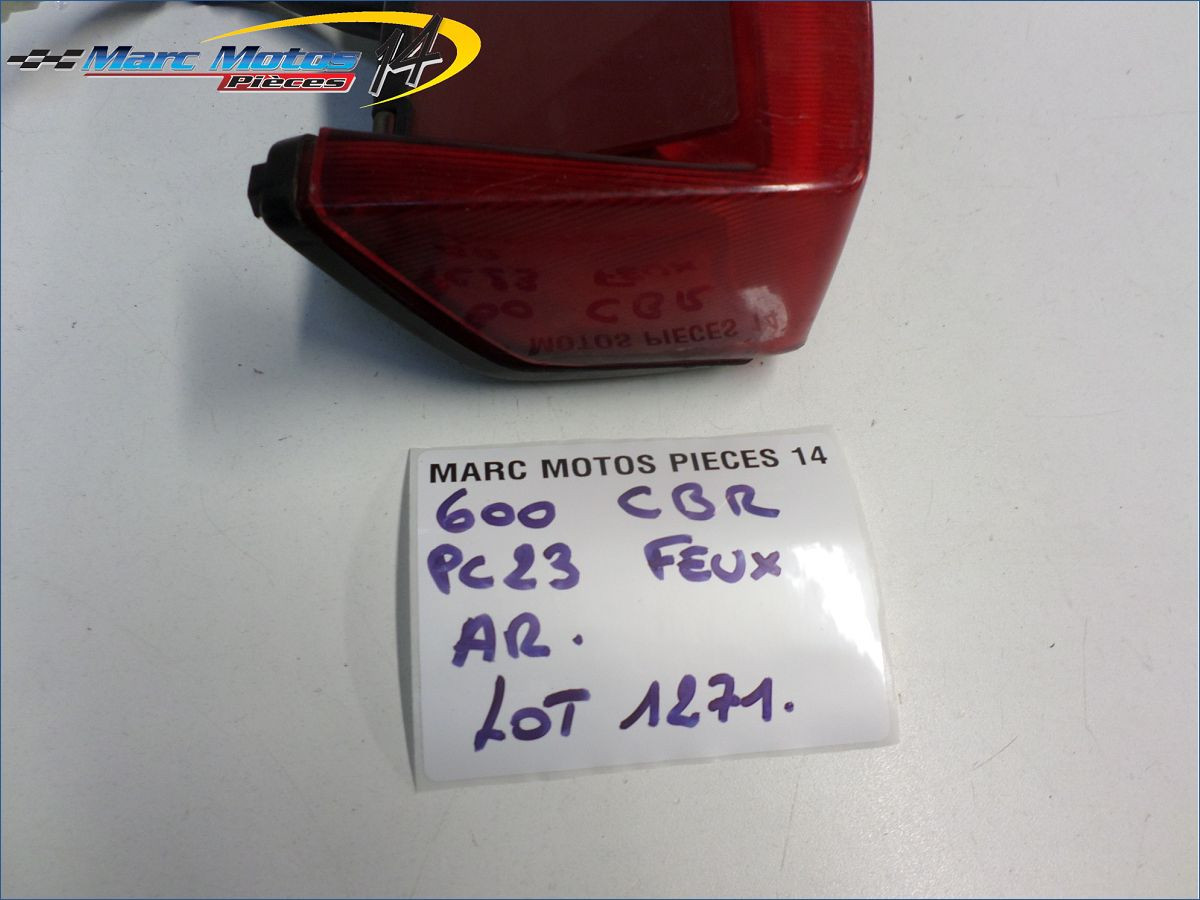 Marc Motos 14
Pièces
MARC MOTOS PIECES 14
600 CBR
PC23 FEUX
AR.
LOT 1271.